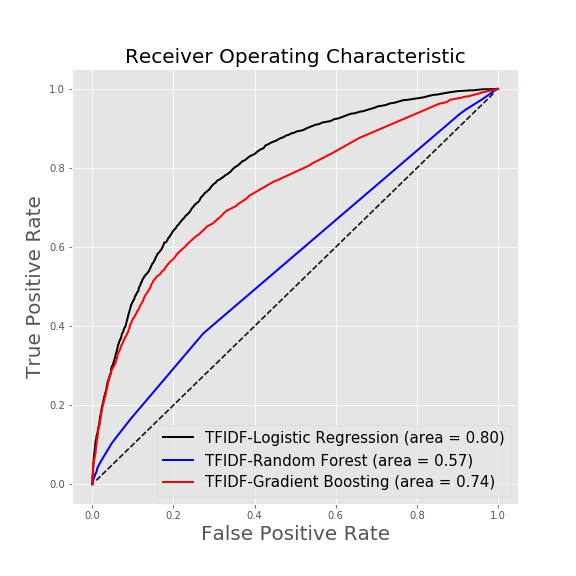 Receiver Operating Characteristic
1.0
0.8
0.6
0.4
0.2
0.0
True Positive Rate
TFIDF-Logistic Regression (area = 0.80)
TFIDF-Random Forest (area = 0.57)
TFIDF-Gradient Boosting (area = 0.74)
0.0 0.2 0.4 0.6 0.8 1.0
False Positive Rate